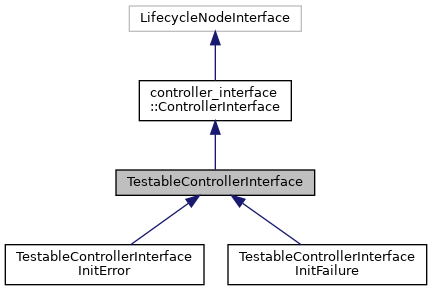 LifecycleNodeInterface
controller_interface
::ControllerInterface
TestableControllerInterface
TestableControllerInterface
InitError
TestableControllerInterface
InitFailure